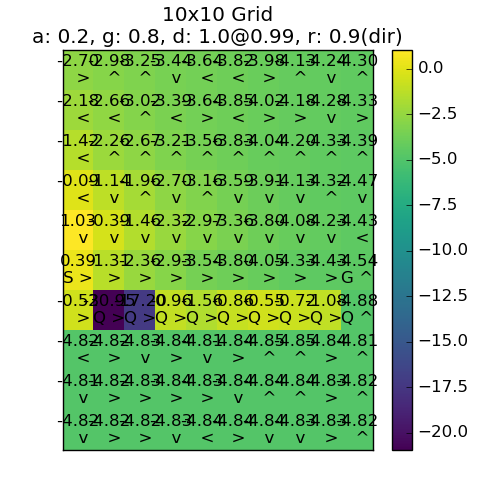 10x10 Grid
a: 0.2, g: 0.8, d: 1.0@0.99, r: 0.9(dir)
-2.70 -2.98 -3.25 -3.44 -3.64 -3.82 -3.98 -4.13 -4.24 -4.30
> ^ ^ v < < > ^ v ^
-2.18 -2.66 -3.02 -3.39 -3.64 -3.85 -4.02 -4.18 -4.28 -4.33
< < ^ < > < > > v >
-1.42 -2.26 -2.67 -3.21 -3.56 -3.83 -4.04 -4.20 -4.33 -4.39
< ^ ^ ^ ^ ^ ^ ^ ^ ^
-0.09 -1.14 -1.96 -2.70 -3.16 -3.59 -3.91 -4.13 -4.32 -4.47
< v ^ v ^ v v v ^ v
1.03 -0.39 -1.46 -2.32 -2.97 -3.36 -3.80 -4.08 -4.23 -4.43
v v v v v v v v v <
0.39 -1.31 -2.36 -2.93 -3.54 -3.80 -4.05 -4.33 -4.43 -4.54
S > > > > > > > > > G ^
-0.53 -17.20 -0.96 -1.56 -0.86 -0.55 -0.72 -1.08 -4.88
> Q > Q > Q > Q > Q > Q > Q > Q > Q ^
-4.82 -4.82 -4.83 -4.84 -4.81 -4.84 -4.85 -4.85 -4.84 -4.81
< > v > v > ^ ^ > ^
-4.81 -4.82 -4.83 -4.84 -4.83 -4.84 -4.84 -4.84 -4.83 -4.82
v > > > > v ^ ^ > ^
-4.82 -4.82 -4.82 -4.83 -4.84 -4.84 -4.84 -4.84 -4.83 -4.82
v > > v < > v v > ^
0.0
−2.5
−5.0
−7.5
−10.0
−12.5
−15.0
−17.5
−20.0